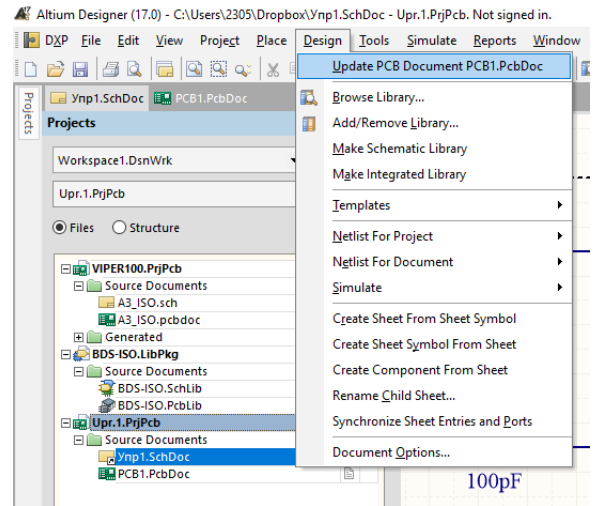 Altium Designer (17.0) - C:\Users\2305\Dropbox\Упр1.SchDoc - Upr.1.PrjPcb. Not signed in.
DXP File Edit View Project Place Design Tools Simulate Reports Window
Упр1.SchDoc PCB1.PcbDoc
Projects
Projects
Workspace1.DsnWrk
Upr.1.PrjPcb
Files Structure
VIPER100.PrjPcb
Source Documents
A3_ISO.sch
A3_ISO.pcbdoc
Generated
BDS-ISO.LibPkg
Source Documents
BDS-ISO.SchLib
BDS-ISO.PcbLib
Upr.1.PrjPcb
Source Documents
Упр1.SchDoc
PCB1.PcbDoc
Update PCB Document PCB1.PcbDoc
Browse Library...
Add/Remove Library...
Make Schematic Library
Make Integrated Library
Templates
Netlist For Project
Netlist For Document
Simulate
Create Sheet From Sheet Symbol
Create Sheet Symbol From Sheet
Create Component From Sheet
Rename Child Sheet...
Synchronize Sheet Entries and Ports
Document Options...
100pF